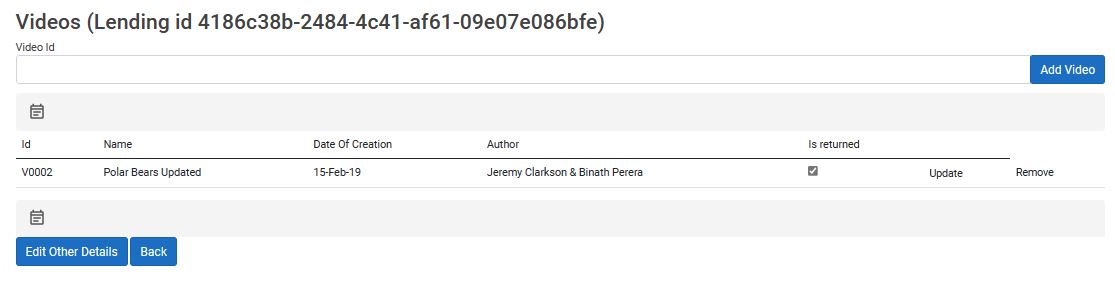 Videos (Lending id 4186c38b-2484-4c41-af61-09e07e086bfe)
Video Id
Add Video
Id Name Date Of Creation Author Is returned
V0002 Polar Bears Updated 15-Feb-19 Jeremy Clarkson & Binath Perera Update Remove
Edit Other Details Back